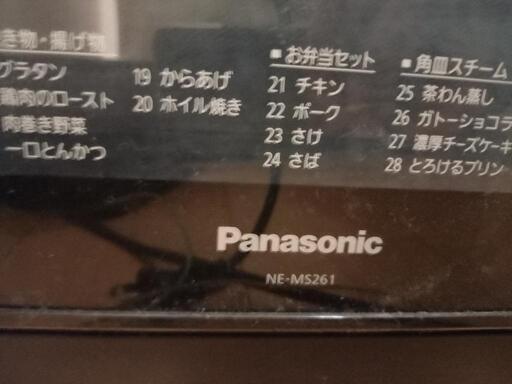 き物・揚げ物
グラタン
鶏肉のロースト
肉巻き野菜
一口とんかつ
19 からあげ
20 ホイル焼き
■お弁当セット
21 チキン
22 ポーク
23 さけ
24 さば
■角皿スチーム
25 茶わん蒸し
26 ガトーショコラ
27 濃厚チーズケーキ
28 とろけるプリン
Panasonic
NE-MS261